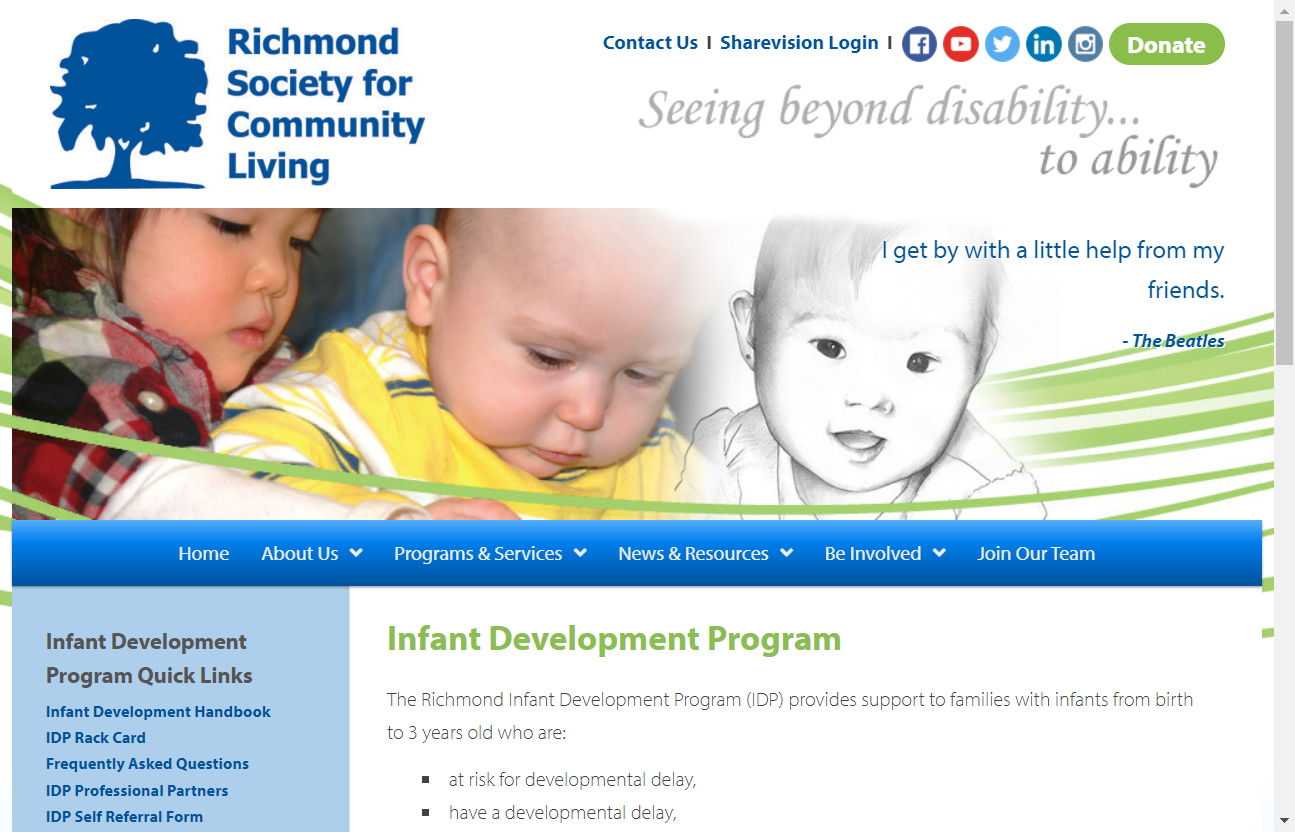 Richmond
Society for
Community
Living
Contact Us I Sharevision Login I
Donate
Seeing beyond disability...
to ability
I get by with a little help from my
friends.
- The Beatles
Home About Us Programs & Services News & Resources Be Involved Join Our Team
Infant Development
Program Quick Links
Infant Development Handbook
IDP Rack Card
Frequently Asked Questions
IDP Professional Partners
IDP Self Referral Form
Infant Development Program
The Richmond Infant Development Program (IDP) provides support to families with infants from birth
to 3 years old who are:
at risk for developmental delay,
have a developmental delay,